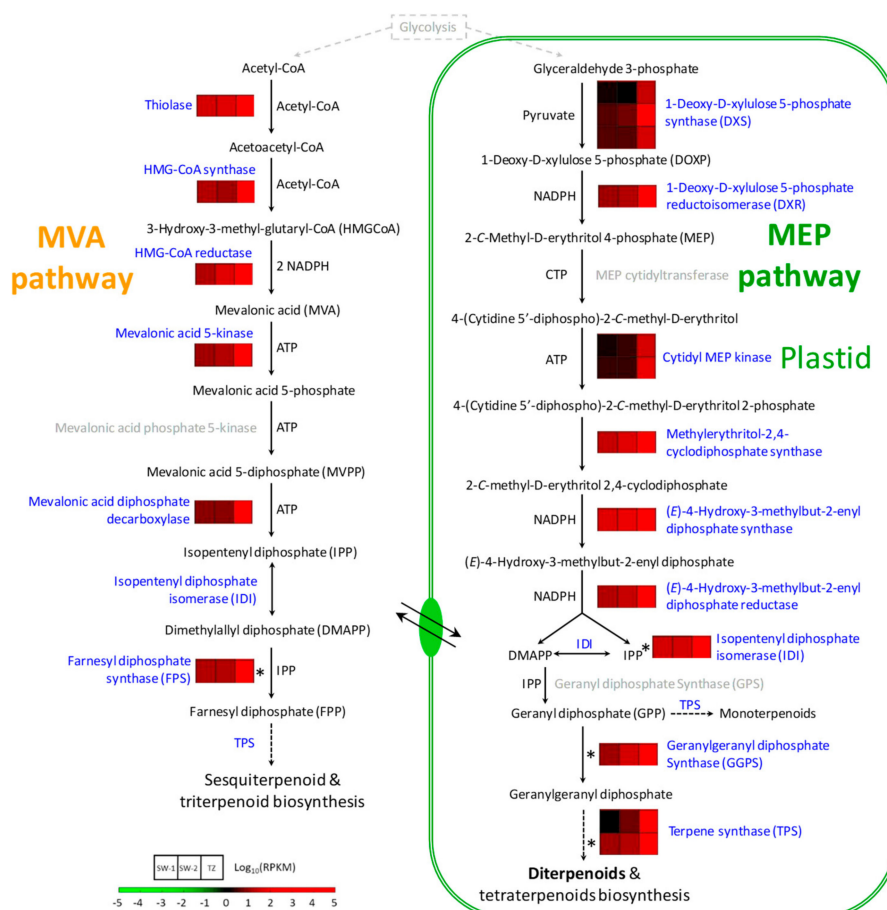 Glycolysis
Acetyl-CoA
Thiolase
Acetyl-CoA
Acetoacetyl-CoA
HMG-CoA synthase
Acetyl-CoA
3-Hydroxy-3-methyl-glutaryl-CoA (HMGCoA)
MVA
pathway
HMG-CoA reductase
2 NADPH
Mevalonic acid (MVA)
Mevalonic acid 5-kinase
ATP
Mevalonic acid 5-phosphate
Mevalonic acid phosphate 5-kinase
ATP
Mevalonic acid 5-diphosphate (MVPP)
Mevalonic acid diphosphate
decarboxylase
ATP
Isopentenyl diphosphate (IPP)
Isopentenyl diphosphate
isomerase (IDI)
Dimethylallyl diphosphate (DMAPP)
Farnesyl diphosphate
synthase (FPS)
*
IPP
Farnesyl diphosphate (FPP)
TPS
Sesquiterpenoid &
triterpenoid biosynthesis
SW-1 SW-2 TZ
Log10(RPKM)
-5 -4 -3 -2 -1 0 1 2 3 4 5
Glyceraldehyde 3-phosphate
Pyruvate
1-Deoxy-D-xylulose 5-phosphate
synthase (DXS)
1-Deoxy-D-xylulose 5-phosphate (DOXP)
NADPH
1-Deoxy-D-xylulose 5-phosphate
reductoisomerase (DXR)
2-C-Methyl-D-erythritol 4-phosphate (MEP)
MEP
pathway
CTP
MEP cytidyltransferase
4-(Cytidine 5’-diphospho)-2-C-methyl-D-erythritol
ATP
Cytidyl MEP kinase
Plastid
4-(Cytidine 5’-diphospho)-2-C-methyl-D-erythritol 2-phosphate
Methylerythritol-2,4-
cyclodiphosphate synthase
2-C-methyl-D-erythritol 2,4-cyclodiphosphate
NADPH
(E)-4-Hydroxy-3-methylbut-2-enyl
diphosphate synthase
(E)-4-Hydroxy-3-methylbut-2-enyl diphosphate
NADPH
(E)-4-Hydroxy-3-methylbut-2-enyl
diphosphate reductase
DMAPP
IDI
IPP
*
Isopentenyl diphosphate
isomerase (IDI)
IPP
Geranyl diphosphate Synthase (GPS)
Geranyl diphosphate (GPP)
TPS
Monoterpenoids
*
Geranylgeranyl diphosphate
Synthase (GGPS)
Geranylgeranyl diphosphate
*
Terpene synthase (TPS)
Diterpenoids &
tetraterpenoids biosynthesis